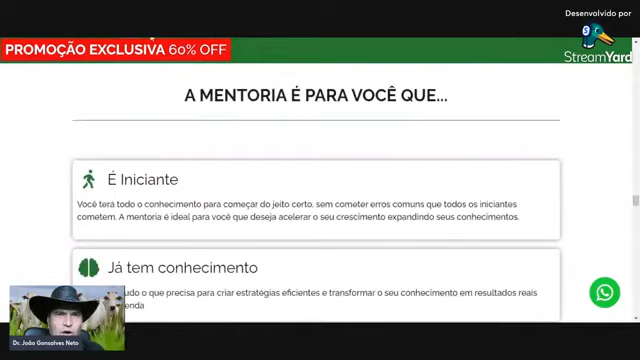 Desenvolvido por
StreamYard
PROMOÇÃO EXCLUSIVA 60% OFF
A MENTORIA É PARA VOCÊ QUE...
É Iniciante
Você terá todo o conhecimento para começar do jeito certo, sem cometer erros comuns que todos os iniciantes
cometem. A mentoria é ideal para você que deseja acelerar o seu crescimento expandindo seus conhecimentos.
Já tem conhecimento
udo o que precisa para criar estratégias eficientes e transformar o seu conhecimento em resultados reais
enda
Dr. João Gonsalves Neto